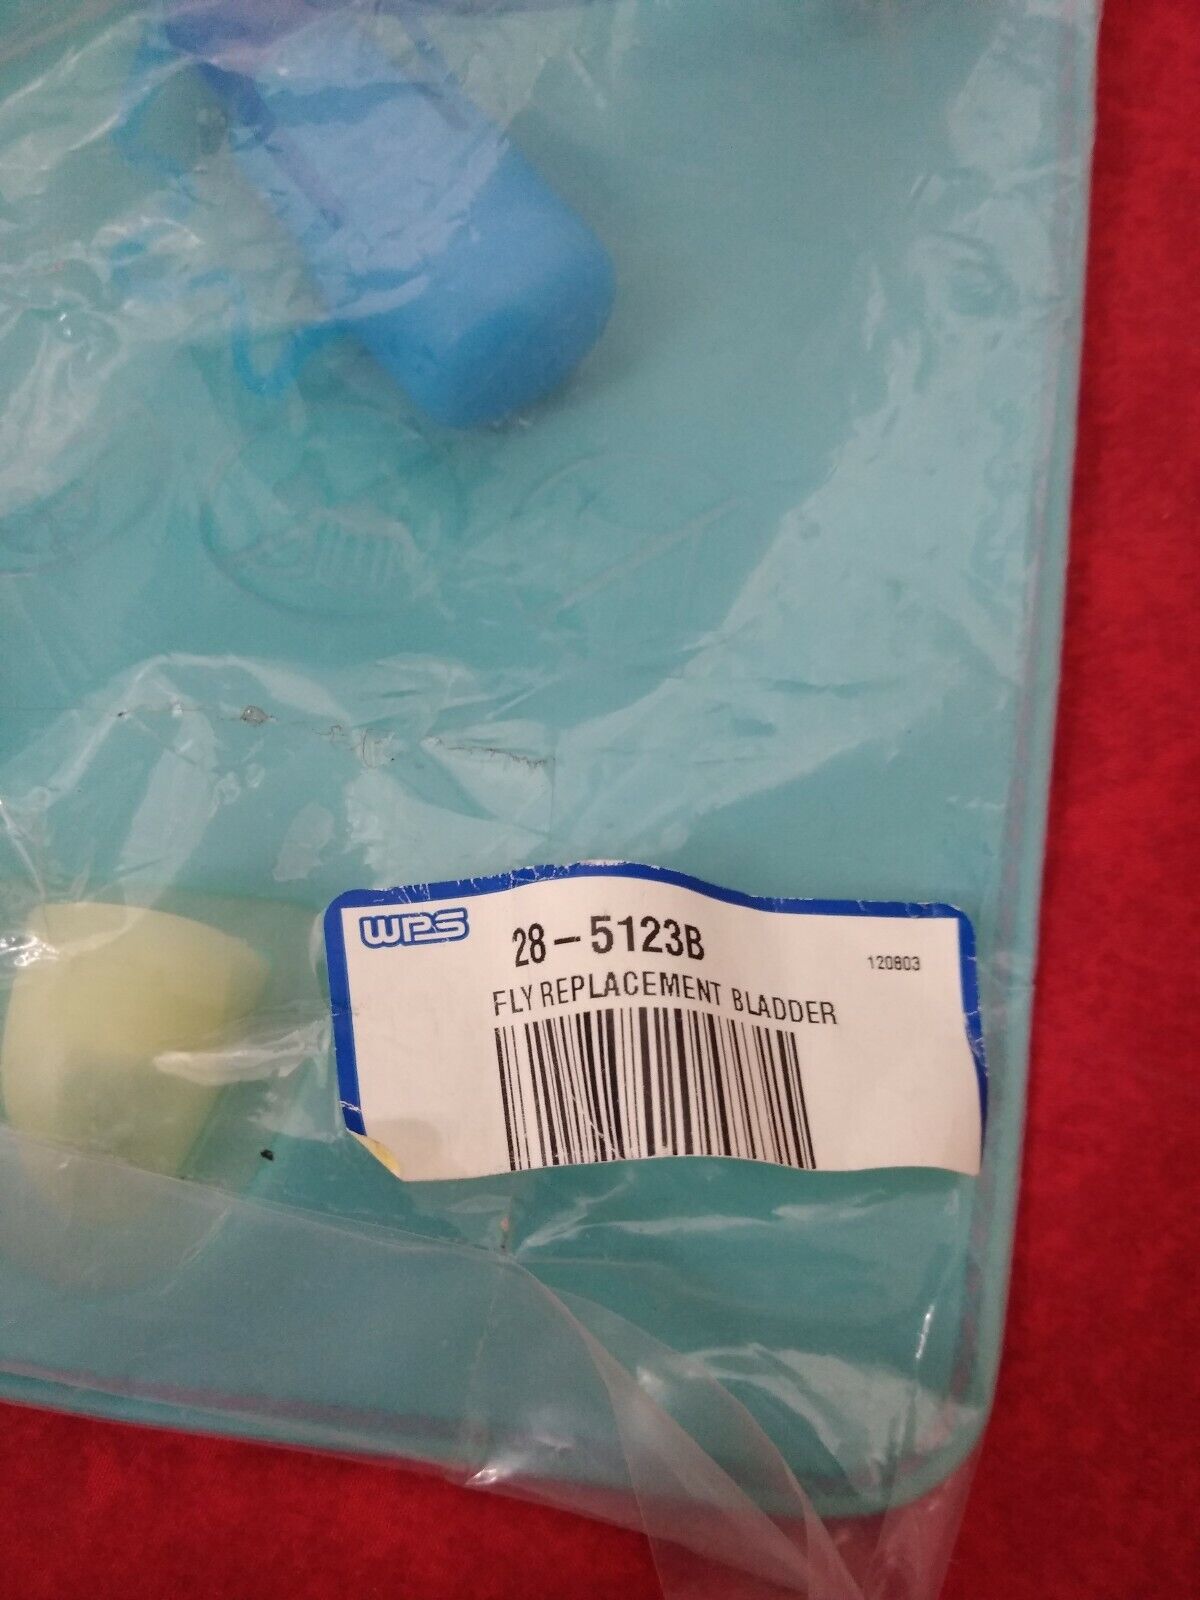 WPS
28-5123B
120803
FLY REPLACEMENT BLADDER